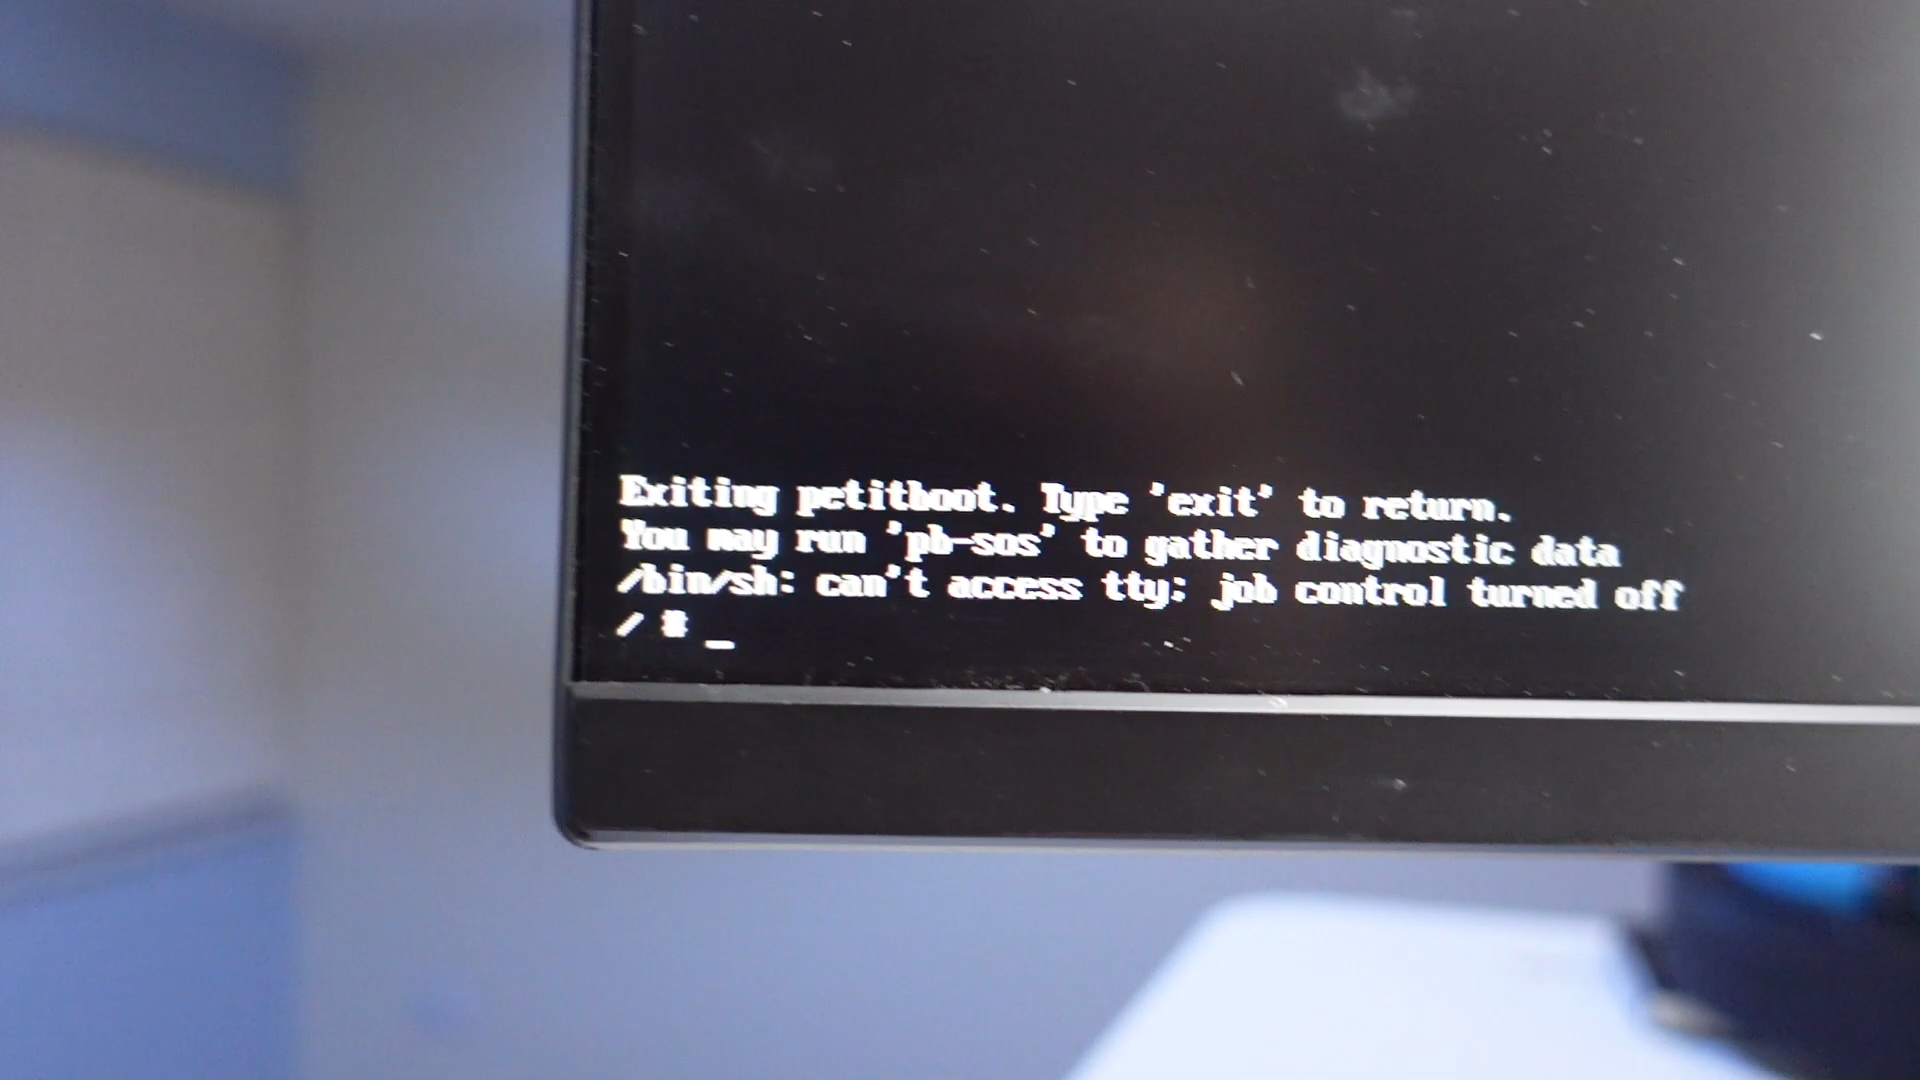 Exiting petitboot. Type 'exit' to return.
You may run 'pb-sos' to gather diagnostic data
/bin/sh: can't access tty; job control turned off
/ # _